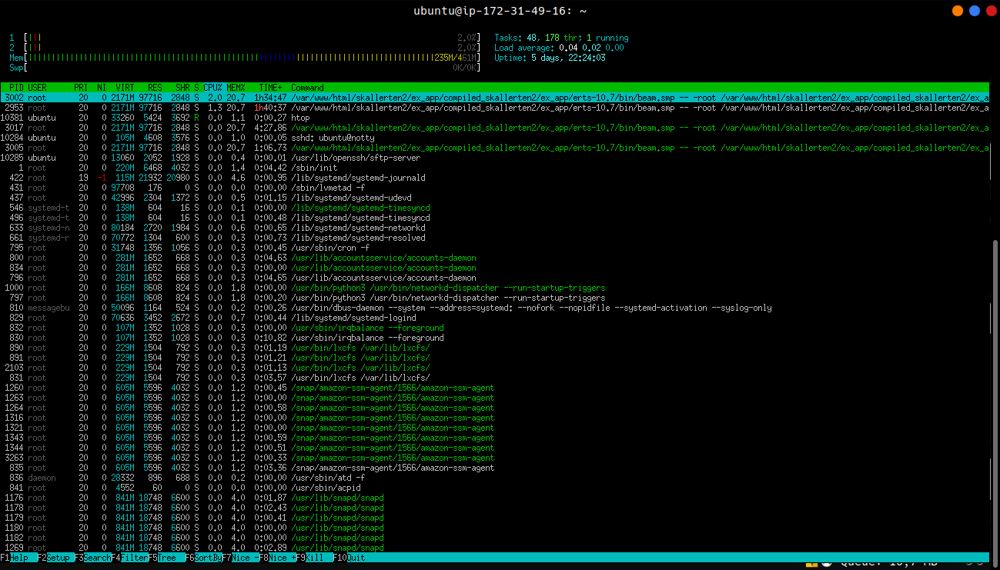 ubuntu@ip-172-31-49-16: ~
1 [||| 2.0%] Tasks: 48, 178 thr; 1 running
2 [||| 2.0%] Load average: 0.04 0.02 0.00
Mem[||||||||||||||||||||||||||||||||||||||||||||||||||235M/461M] Uptime: 5 days, 22:24:03
Swp[ 0K/0K]
PID USER PRI NI VIRT RES SHR S CPU% MEM% TIME+ Command
3002 root 20 0 2171M 97716 2848 S 2.0 20.7 1h34:47 /var/www/html/skallerten2/ex_app/compiled_skallerten2/ex_app/erts-10.7/bin/beam.smp -- -root /var/www/html/skallerten2/ex_app/compiled_skallerten2/ex_a
2953 root 20 0 2171M 97716 2848 S 1.3 20.7 1h40:37 /var/www/html/skallerten2/ex_app/compiled_skallerten2/ex_app/erts-10.7/bin/beam.smp -- -root /var/www/html/skallerten2/ex_app/compiled_skallerten2/ex_a
10381 ubuntu 20 0 33260 5424 3692 R 0.0 1.1 0:00.27 htop
3017 root 20 0 2171M 97716 2848 S 0.0 20.7 4:27.86 /var/www/html/skallerten2/ex_app/compiled_skallerten2/ex_app/erts-10.7/bin/beam.smp -- -root /var/www/html/skallerten2/ex_app/compiled_skallerten2/ex_a
10284 ubuntu 20 0 105M 4608 3576 S 0.0 1.0 0:00.05 sshd: ubuntu@notty
3005 root 20 0 2171M 97716 2848 S 0.0 20.7 1:06.73 /var/www/html/skallerten2/ex_app/compiled_skallerten2/ex_app/erts-10.7/bin/beam.smp -- -root /var/www/html/skallerten2/ex_app/compiled_skallerten2/ex_a
10285 ubuntu 20 0 13060 2052 1923 S 0.0 0.4 0:00.01 /usr/lib/openssh/sftp-server
1 root 20 0 220M 6468 4032 S 0.0 1.4 0:04.42 /sbin/init
422 root 19 -1 115M 21932 20980 S 0.0 4.6 0:00.95 /lib/systemd/systemd-journald
431 root 20 0 97708 176 0 S 0.0 0.0 0:00.00 /sbin/lvmetad -f
437 root 20 0 42996 2304 1372 S 0.0 0.5 0:01.15 /lib/systemd/systemd-udevd
546 systemd-t 20 0 138M 604 16 S 0.0 0.1 0:00.00 /lib/systemd/systemd-timesyncd
496 systemd-t 20 0 138M 604 16 S 0.0 0.1 0:00.48 /lib/systemd/systemd-timesyncd
633 systemd-n 20 0 80184 2720 1984 S 0.0 0.6 0:00.65 /lib/systemd/systemd-networkd
661 systemd-r 20 0 70772 1304 600 S 0.0 0.3 0:00.73 /lib/systemd/systemd-resolved
795 root 20 0 31748 1356 1056 S 0.0 0.3 0:00.45 /usr/sbin/cron -f
800 root 20 0 281M 1652 668 S 0.0 0.3 0:04.63 /usr/lib/accountsservice/accounts-daemon
834 root 20 0 281M 1652 668 S 0.0 0.3 0:00.00 /usr/lib/accountsservice/accounts-daemon
796 root 20 0 281M 1652 668 S 0.0 0.3 0:04.65 /usr/lib/accountsservice/accounts-daemon
1000 root 20 0 166M 8608 824 S 0.0 1.8 0:00.00 /usr/bin/python3 /usr/bin/networkd-dispatcher --run-startup-triggers
797 root 20 0 166M 8608 824 S 0.0 1.8 0:00.20 /usr/bin/python3 /usr/bin/networkd-dispatcher --run-startup-triggers
810 messagebu 20 0 50096 1164 524 S 0.0 0.2 0:00.26 /usr/bin/dbus-daemon --system --address=systemd: --nofork --nopidfile --systemd-activation --syslog-only
829 root 20 0 70636 3452 2672 S 0.0 0.7 0:00.44 /lib/systemd/systemd-logind
832 root 20 0 107M 1352 1028 S 0.0 0.3 0:00.00 /usr/sbin/irqbalance --foreground
830 root 20 0 107M 1352 1028 S 0.0 0.3 0:10.82 /usr/sbin/irqbalance --foreground
890 root 20 0 229M 1504 792 S 0.0 0.3 0:01.19 /usr/bin/lxcfs /var/lib/lxcfs/
891 root 20 0 229M 1504 792 S 0.0 0.3 0:01.21 /usr/bin/lxcfs /var/lib/lxcfs/
2103 root 20 0 229M 1504 792 S 0.0 0.3 0:01.13 /usr/bin/lxcfs /var/lib/lxcfs/
831 root 20 0 229M 1504 792 S 0.0 0.3 0:03.57 /usr/bin/lxcfs /var/lib/lxcfs/
1260 root 20 0 605M 5596 4032 S 0.0 1.2 0:00.45 /snap/amazon-ssm-agent/1566/amazon-ssm-agent
1263 root 20 0 605M 5596 4032 S 0.0 1.2 0:00.00 /snap/amazon-ssm-agent/1566/amazon-ssm-agent
1264 root 20 0 605M 5596 4032 S 0.0 1.2 0:00.58 /snap/amazon-ssm-agent/1566/amazon-ssm-agent
1316 root 20 0 605M 5596 4032 S 0.0 1.2 0:00.00 /snap/amazon-ssm-agent/1566/amazon-ssm-agent
1321 root 20 0 605M 5596 4032 S 0.0 1.2 0:00.00 /snap/amazon-ssm-agent/1566/amazon-ssm-agent
1343 root 20 0 605M 5596 4032 S 0.0 1.2 0:00.59 /snap/amazon-ssm-agent/1566/amazon-ssm-agent
1344 root 20 0 605M 5596 4032 S 0.0 1.2 0:00.51 /snap/amazon-ssm-agent/1566/amazon-ssm-agent
3263 root 20 0 605M 5596 4032 S 0.0 1.2 0:00.33 /snap/amazon-ssm-agent/1566/amazon-ssm-agent
835 root 20 0 605M 5596 4032 S 0.0 1.2 0:03.36 /snap/amazon-ssm-agent/1566/amazon-ssm-agent
836 daemon 20 0 28332 896 688 S 0.0 0.2 0:00.00 /usr/sbin/atd -f
841 root 20 0 4552 60 0 S 0.0 0.0 0:00.00 /usr/sbin/acpid
1176 root 20 0 841M 18748 6600 S 0.0 4.0 0:01.87 /usr/lib/snapd/snapd
1178 root 20 0 841M 18748 6600 S 0.0 4.0 0:02.43 /usr/lib/snapd/snapd
1179 root 20 0 841M 18748 6600 S 0.0 4.0 0:00.41 /usr/lib/snapd/snapd
1180 root 20 0 841M 18748 6600 S 0.0 4.0 0:00.00 /usr/lib/snapd/snapd
1182 root 20 0 841M 18748 6600 S 0.0 4.0 0:00.00 /usr/lib/snapd/snapd
1269 root 20 0 841M 18748 6600 S 0.0 4.0 0:02.89 /usr/lib/snapd/snapd
F1Help F2Setup F3SearchF4FilterF5Tree F6SortByF7Nice -F8Nice +F9Kill F10Quit